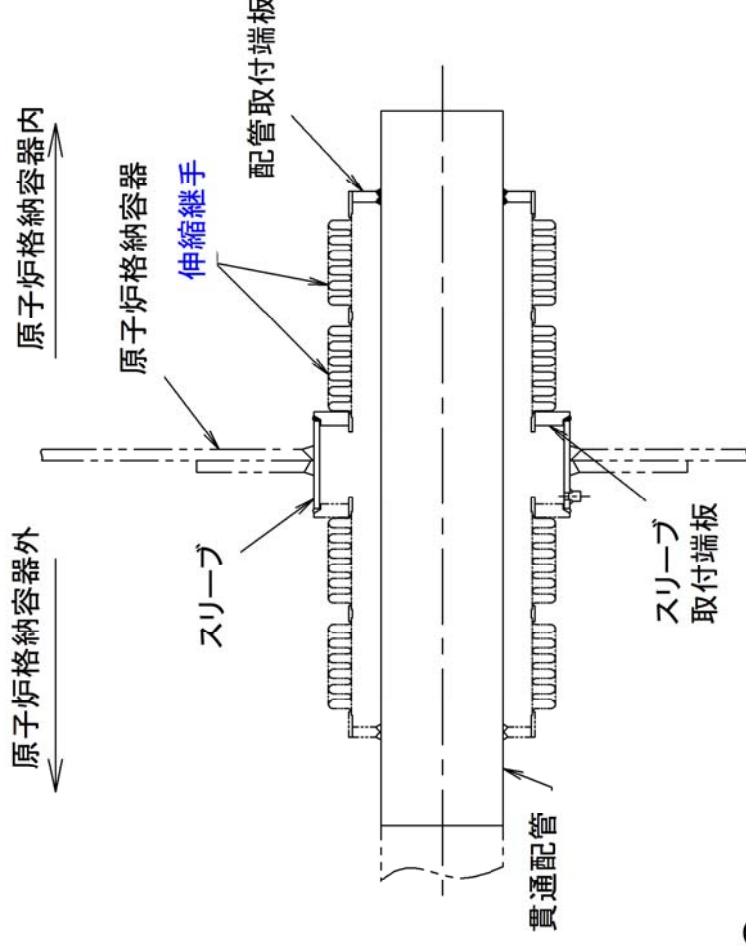 原子炉格納容器外
原子炉格納容器内
原子炉格納容器
伸縮継手
配管取付端板
スリーブ
スリーブ
取付端板
貫通配管